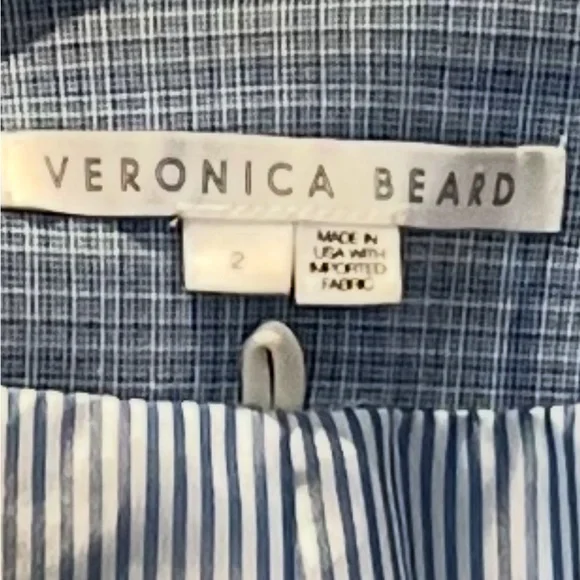 VERONICA BEARD
2
MADE IN
USA WITH
IMPORTED
FABRIC